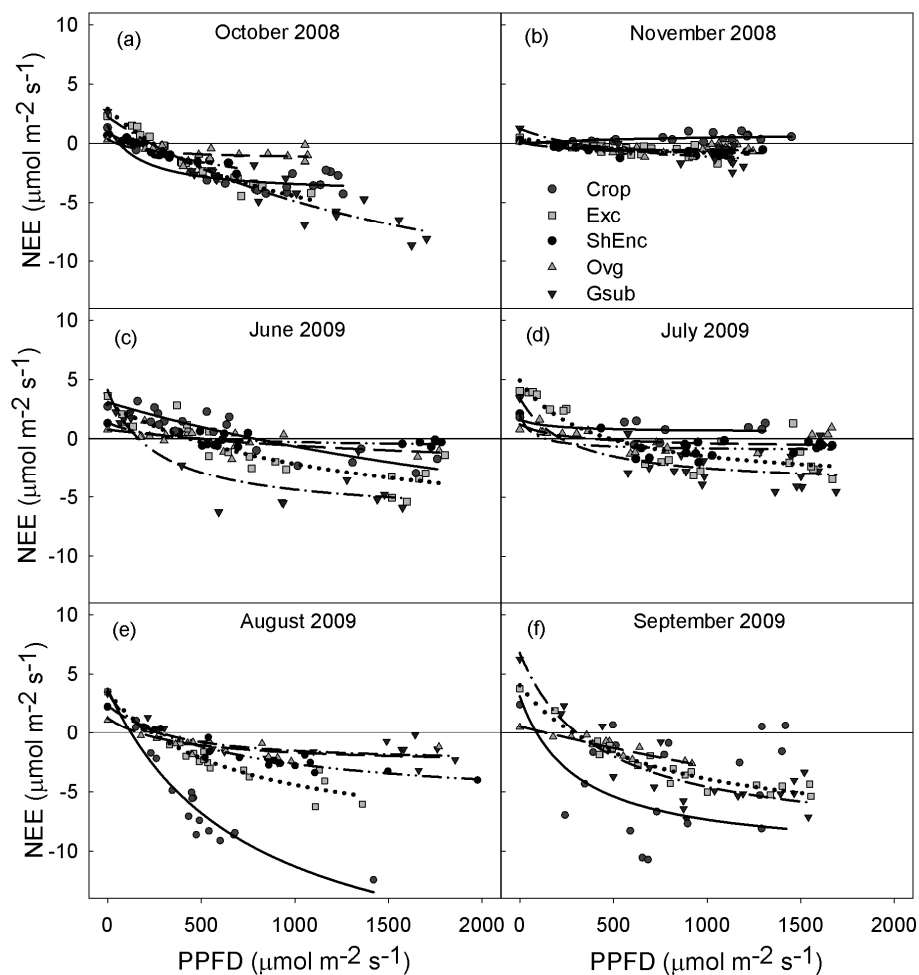 (a) October 2008
(b) November 2008
10
5
0
-5
-10
NEE (μmol m-2 s-1)
Crop
Exc
ShEnc
Ovg
Gsub
(c) June 2009
(d) July 2009
10
5
0
-5
-10
NEE (μmol m-2 s-1)
(e) August 2009
(f) September 2009
10
5
0
-5
-10
NEE (μmol m-2 s-1)
0 500 1000 1500 2000
0 500 1000 1500 2000
PPFD (μmol m-2 s-1)
PPFD (μmol m-2 s-1)